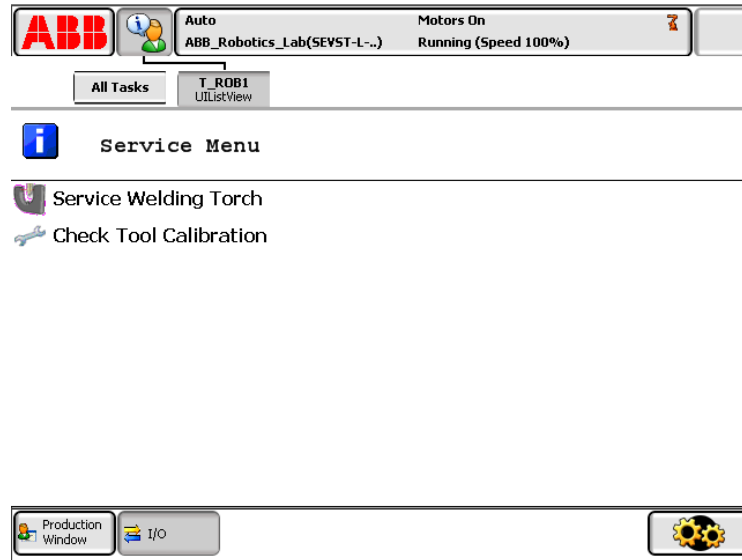 ABB
Auto
ABB_Robotics_Lab(SEVST-L-..)
Motors On
Running (Speed 100%)
All Tasks
T_ROB1
UIListView
i
Service Menu
Service Welding Torch
Check Tool Calibration
Production
Window
I/O